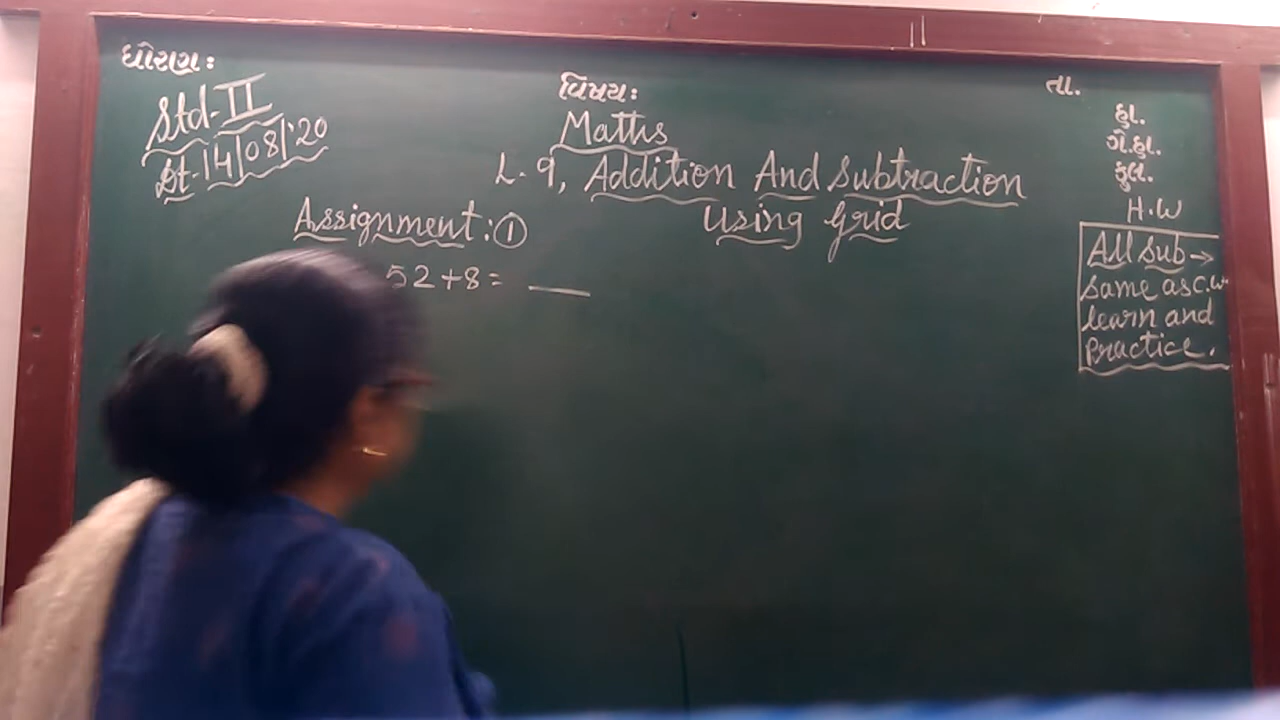 ધોરણ:
Std-II
Dt-14/08/'20
વિષય:
Maths
L-9, Addition And Subtraction
Using Grid
Assignment:①
52+8=
તા.
હા.
ગે.હા.
કુલ.
H.W
All sub→
same as C.W.
learn and
practice.